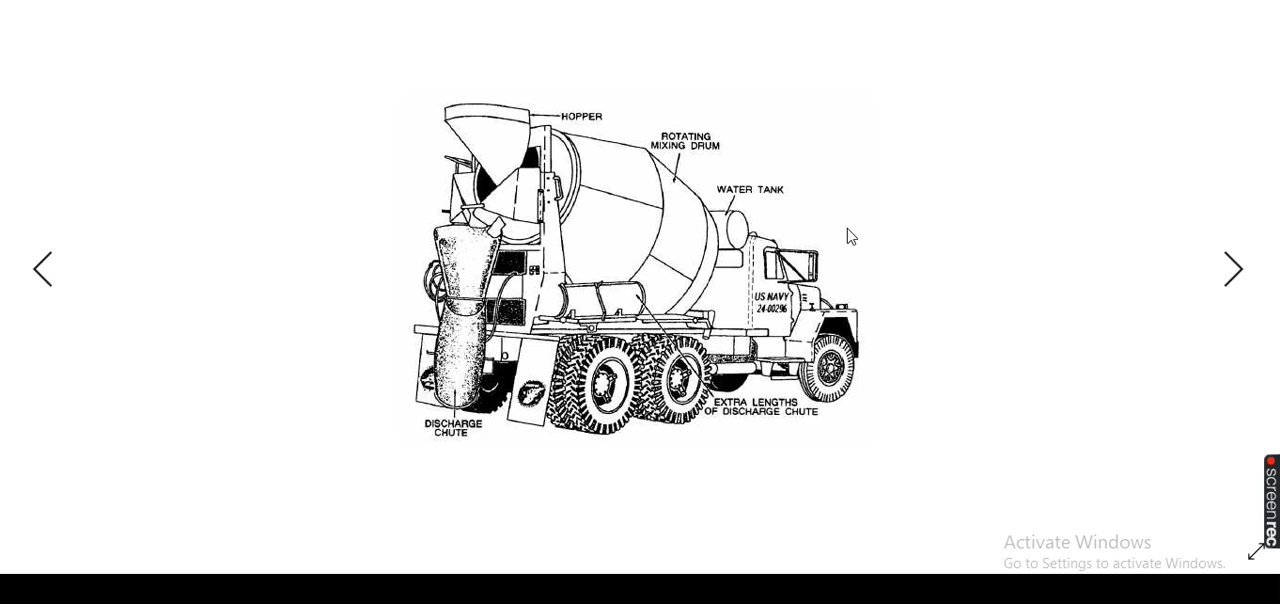 HOPPER
ROTATING
MIXING DRUM
WATER TANK
US NAVY
24-00296
EXTRA LENGTHS
OF DISCHARGE CHUTE
DISCHARGE
CHUTE
screenrec
Activate Windows
Go to Settings to activate Windows.